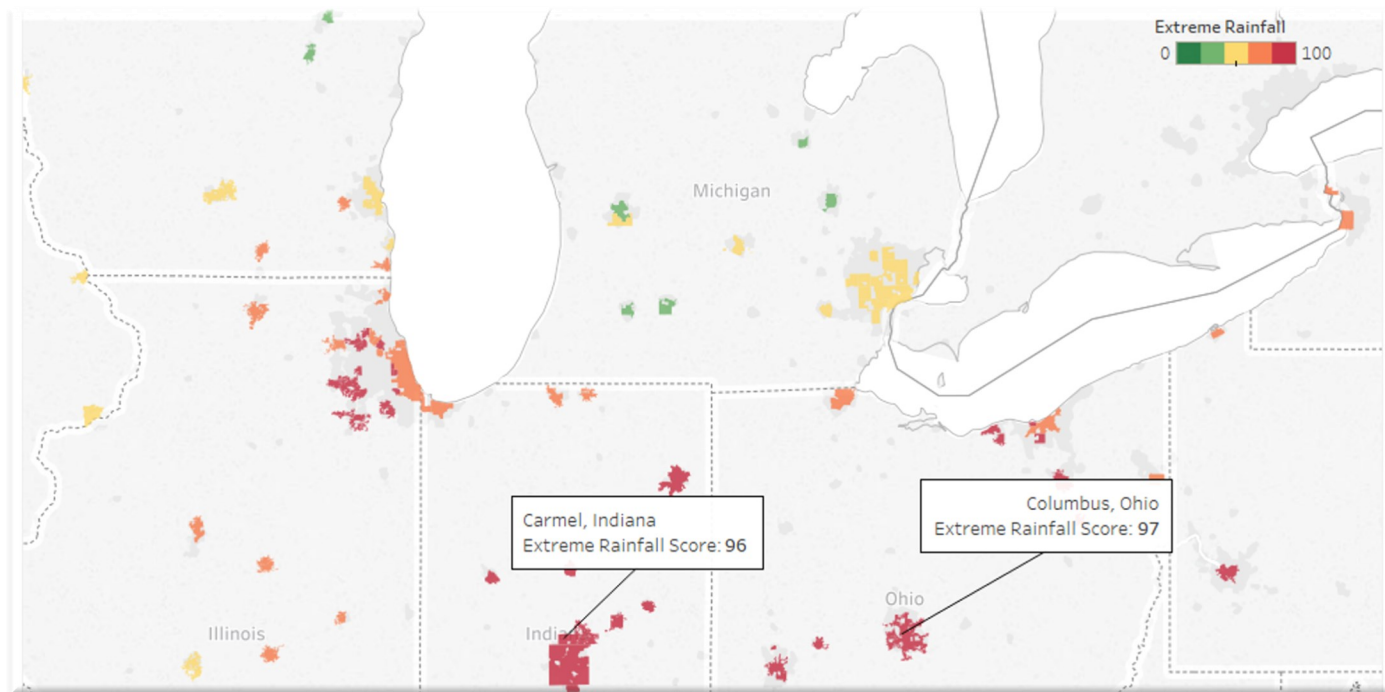 Extreme Rainfall
0 100
Michigan
Carmel, Indiana
Extreme Rainfall Score: 96
Columbus, Ohio
Extreme Rainfall Score: 97
Ohio
Illinois